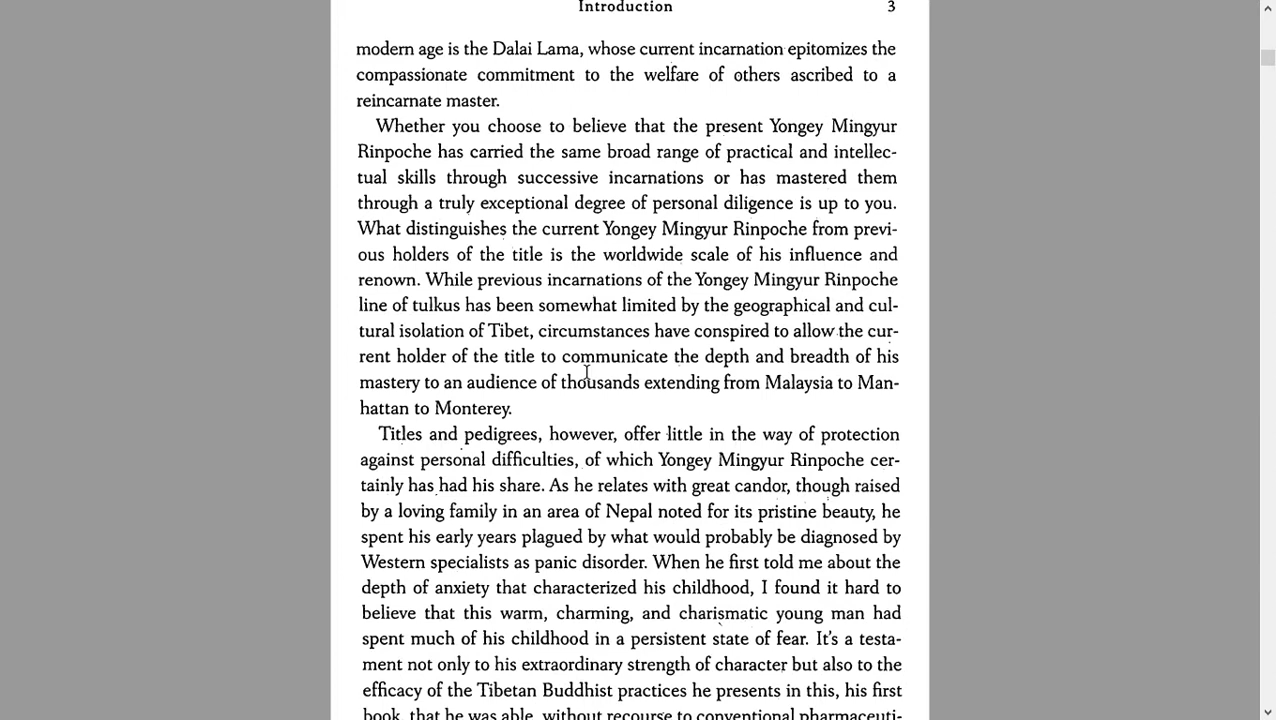 Introduction 3
modern age is the Dalai Lama, whose current incarnation epitomizes the
compassionate commitment to the welfare of others ascribed to a
reincarnate master.
Whether you choose to believe that the present Yongey Mingyur
Rinpoche has carried the same broad range of practical and intellec-
tual skills through successive incarnations or has mastered them
through a truly exceptional degree of personal diligence is up to you.
What distinguishes the current Yongey Mingyur Rinpoche from previ-
ous holders of the title is the worldwide scale of his influence and
renown. While previous incarnations of the Yongey Mingyur Rinpoche
line of tulkus has been somewhat limited by the geographical and cul-
tural isolation of Tibet, circumstances have conspired to allow the cur-
rent holder of the title to communicate the depth and breadth of his
mastery to an audience of thousands extending from Malaysia to Man-
hattan to Monterey.
Titles and pedigrees, however, offer little in the way of protection
against personal difficulties, of which Yongey Mingyur Rinpoche cer-
tainly has had his share. As he relates with great candor, though raised
by a loving family in an area of Nepal noted for its pristine beauty, he
spent his early years plagued by what would probably be diagnosed by
Western specialists as panic disorder. When he first told me about the
depth of anxiety that characterized his childhood, I found it hard to
believe that this warm, charming, and charismatic young man had
spent much of his childhood in a persistent state of fear. It's a testa-
ment not only to his extraordinary strength of character but also to the
efficacy of the Tibetan Buddhist practices he presents in this, his first
book, that he was able, without recourse to conventional pharmaceuti-